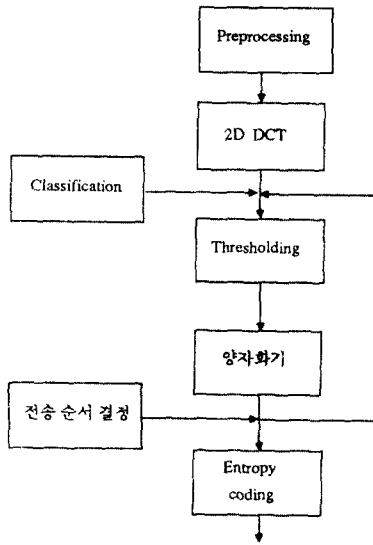 Preprocessing
2D DCT
Classification
Thresholding
양자화기
전송 순서 결정
Entropy
coding